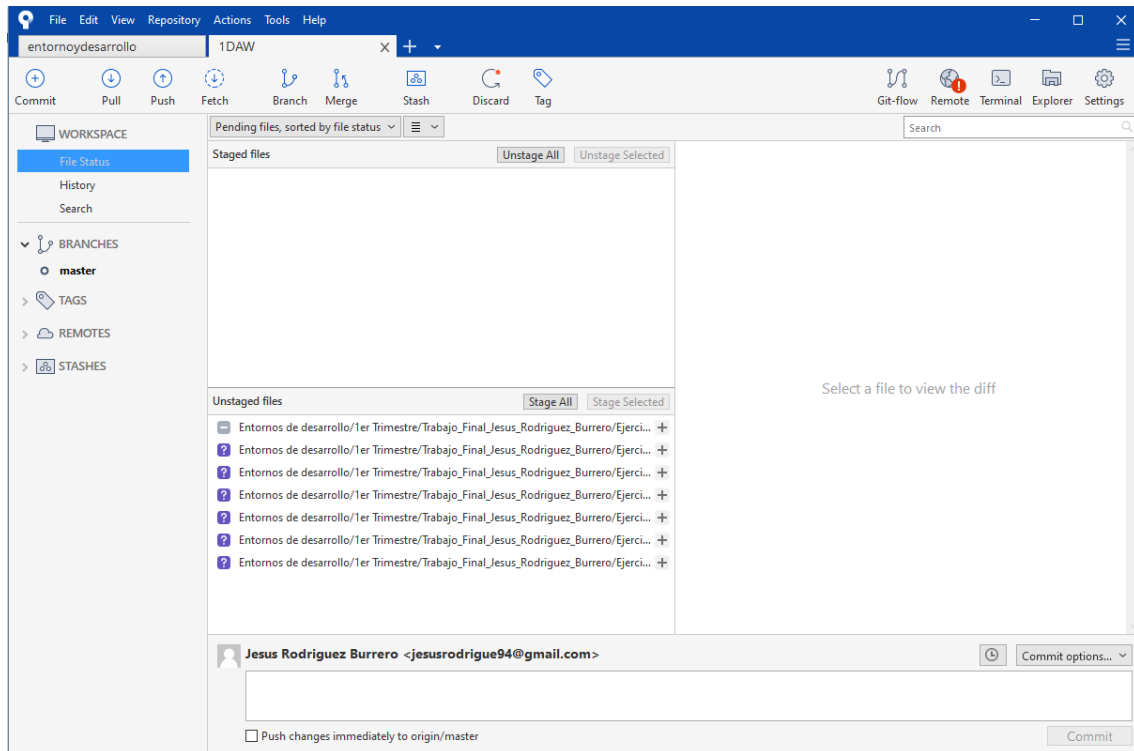 File Edit View Repository Actions Tools Help
entornoydesarrollo 1DAW
Commit Pull Push Fetch Branch Merge Stash Discard Tag Git-flow Remote Terminal Explorer Settings
WORKSPACE
File Status
History
Search
BRANCHES
master
TAGS
REMOTES
STASHES
Pending files, sorted by file status
Search
Staged files Unstage All Unstage Selected
Select a file to view the diff
Unstaged files Stage All Stage Selected
Entornos de desarrollo/1er Trimestre/Trabajo_Final_Jesus_Rodriguez_Burrero/Ejerci...
Entornos de desarrollo/1er Trimestre/Trabajo_Final_Jesus_Rodriguez_Burrero/Ejerci...
Entornos de desarrollo/1er Trimestre/Trabajo_Final_Jesus_Rodriguez_Burrero/Ejerci...
Entornos de desarrollo/1er Trimestre/Trabajo_Final_Jesus_Rodriguez_Burrero/Ejerci...
Entornos de desarrollo/1er Trimestre/Trabajo_Final_Jesus_Rodriguez_Burrero/Ejerci...
Entornos de desarrollo/1er Trimestre/Trabajo_Final_Jesus_Rodriguez_Burrero/Ejerci...
Entornos de desarrollo/1er Trimestre/Trabajo_Final_Jesus_Rodriguez_Burrero/Ejerci...
Jesus Rodriguez Burrero <jesusrodrigue94@gmail.com>
Commit options...
Push changes immediately to origin/master
Commit